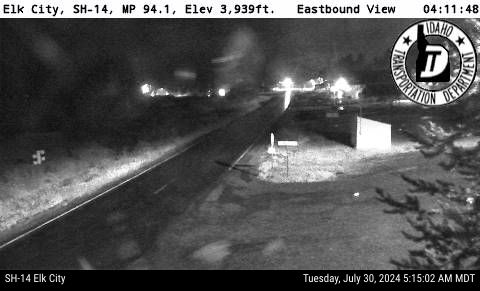 Elk City, SH-14, MP 94.1, Elev 3,939ft.   Eastbound View   04:11:48
IDAHO
TRANSPORTATION DEPARTMENT
SH-14 Elk City
Tuesday, July 30, 2024 5:15:02 AM MDT